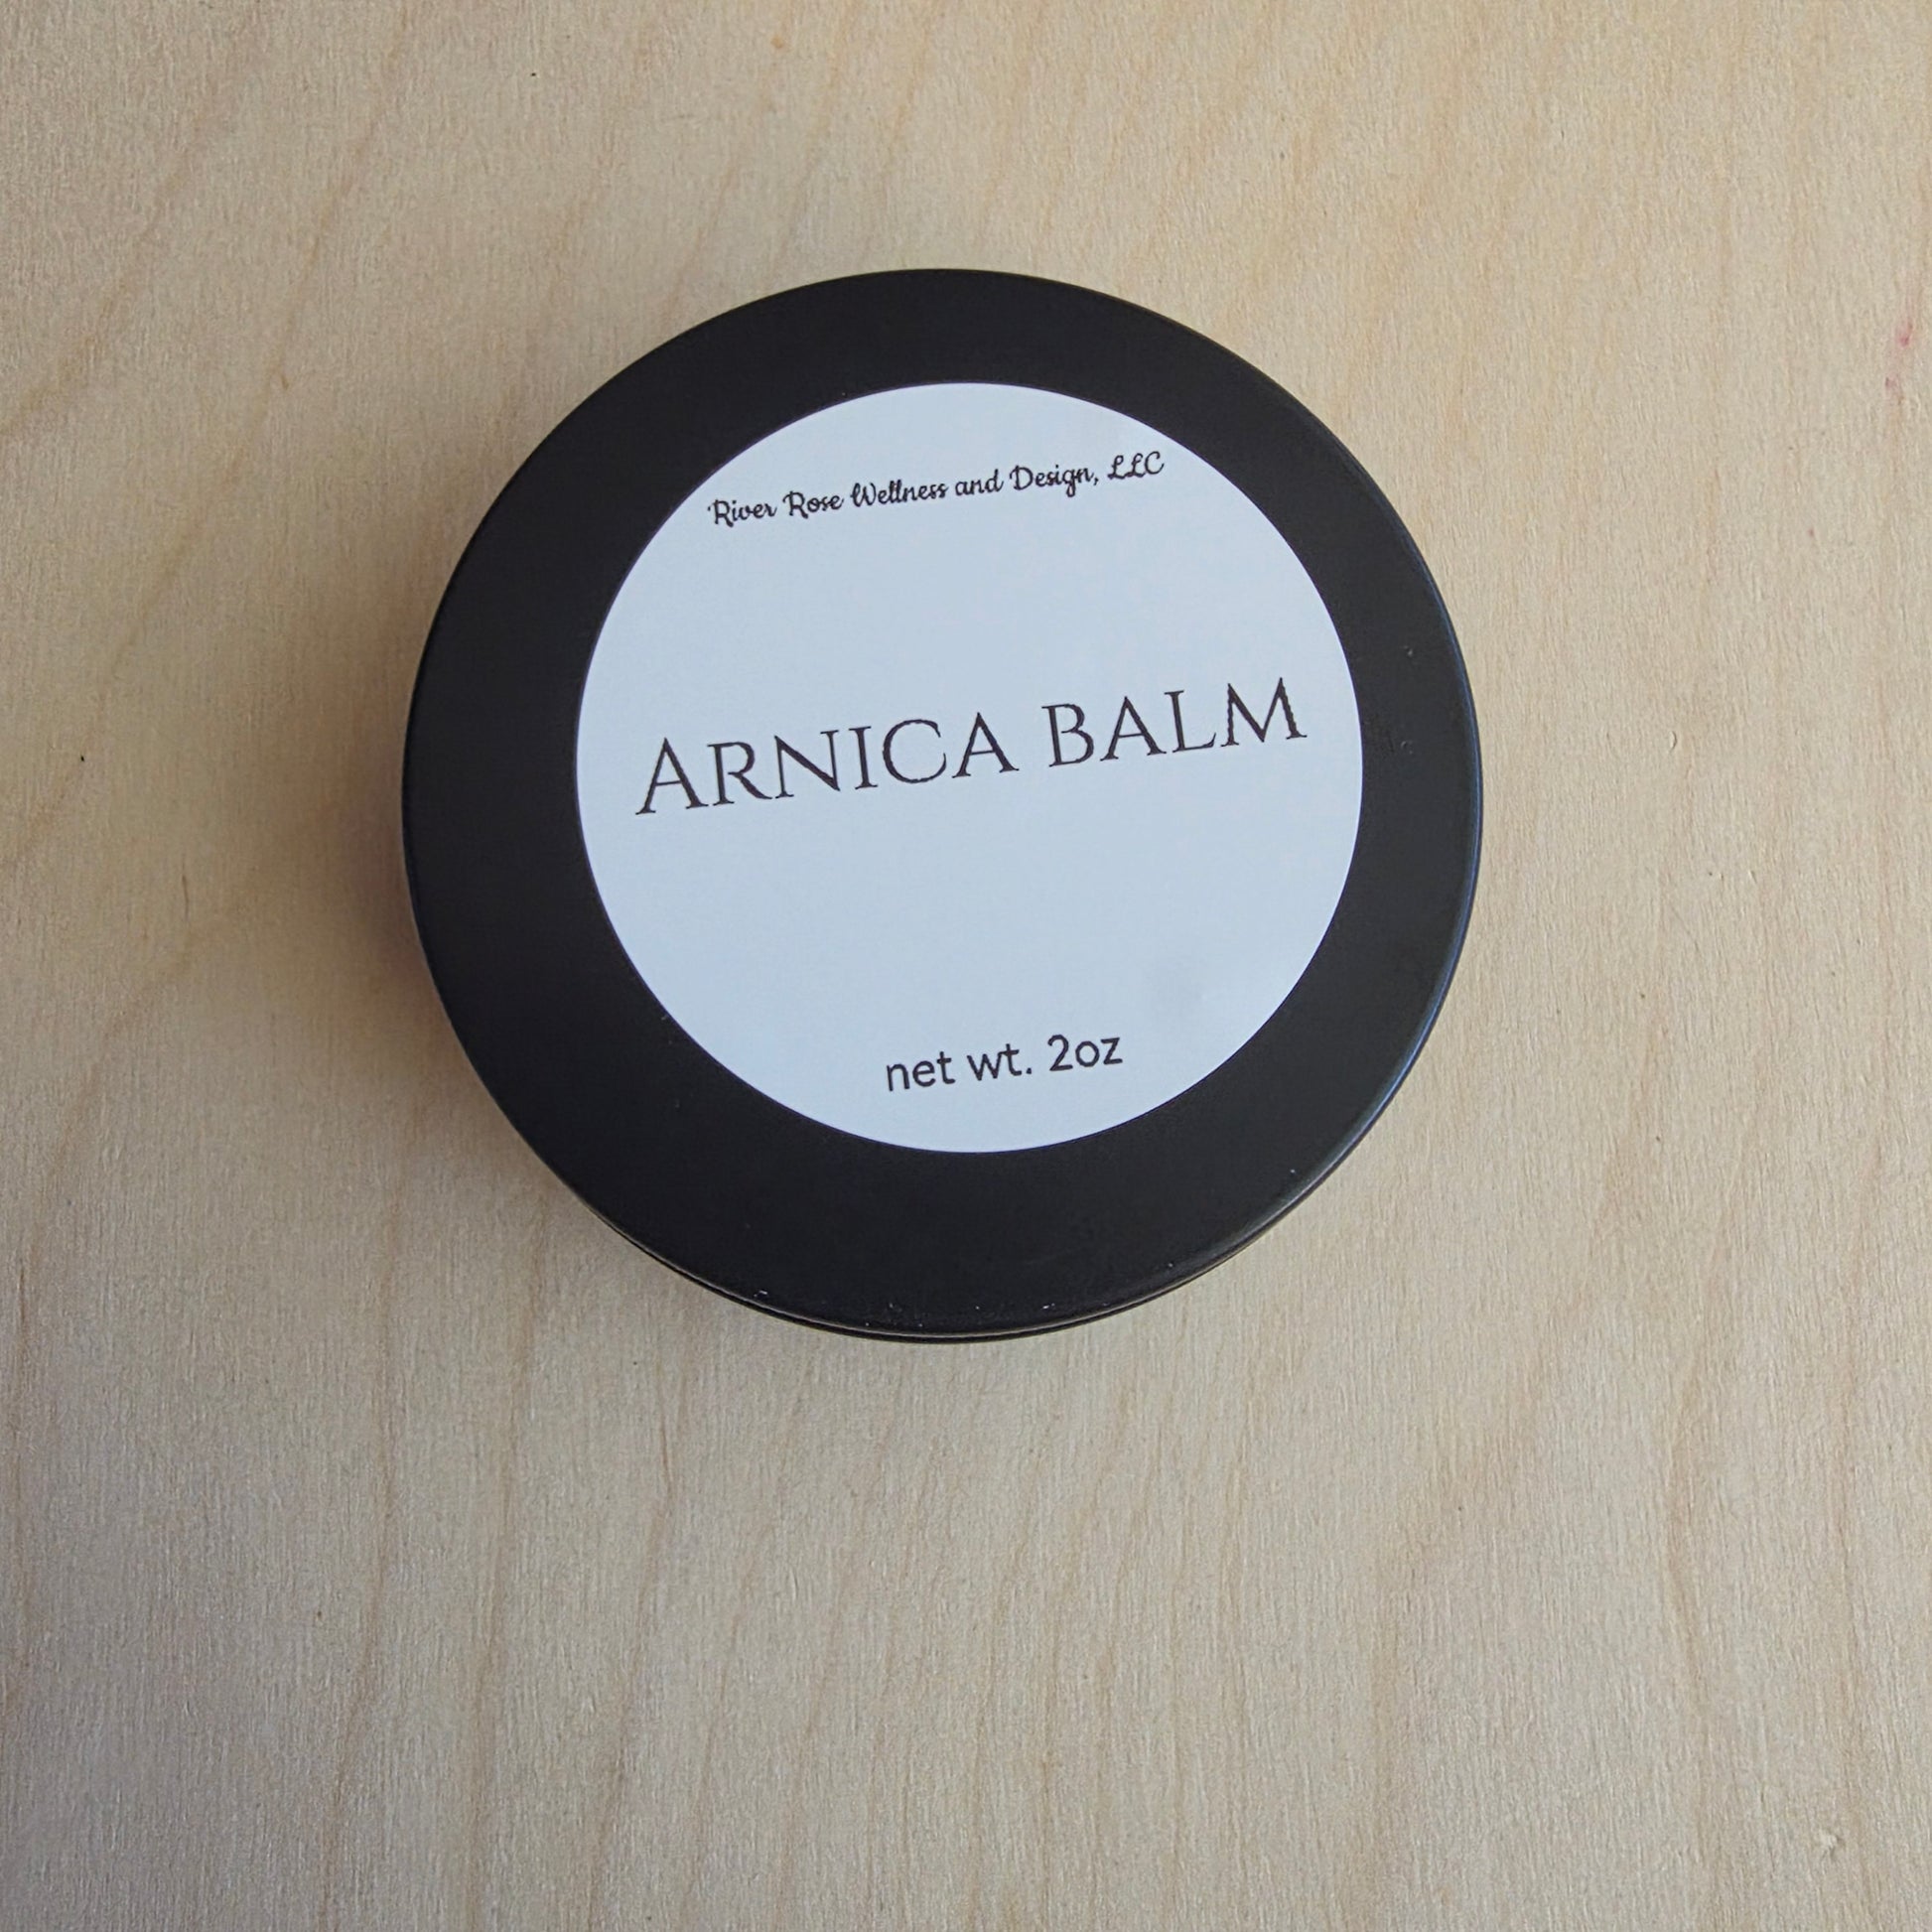 River Rose Wellness and Design, LLC
ARNICA BALM
net wt. 2oz